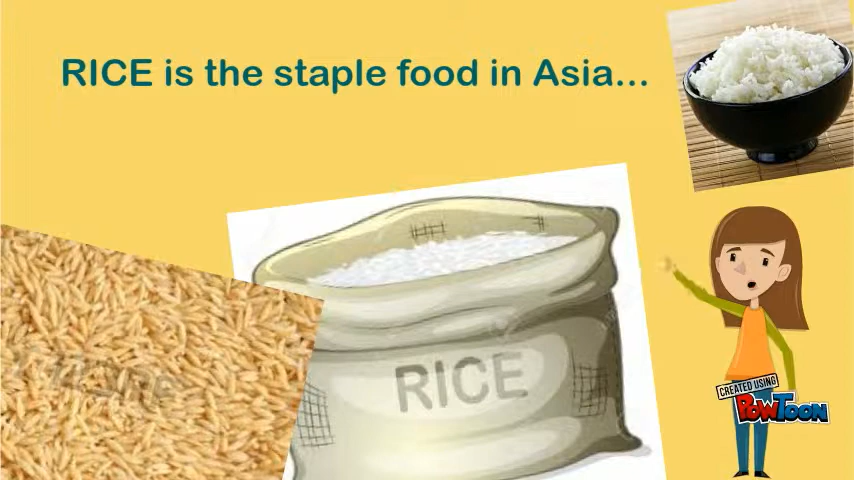 RICE is the staple food in Asia...
RICE
CREATED USING
POWTOON